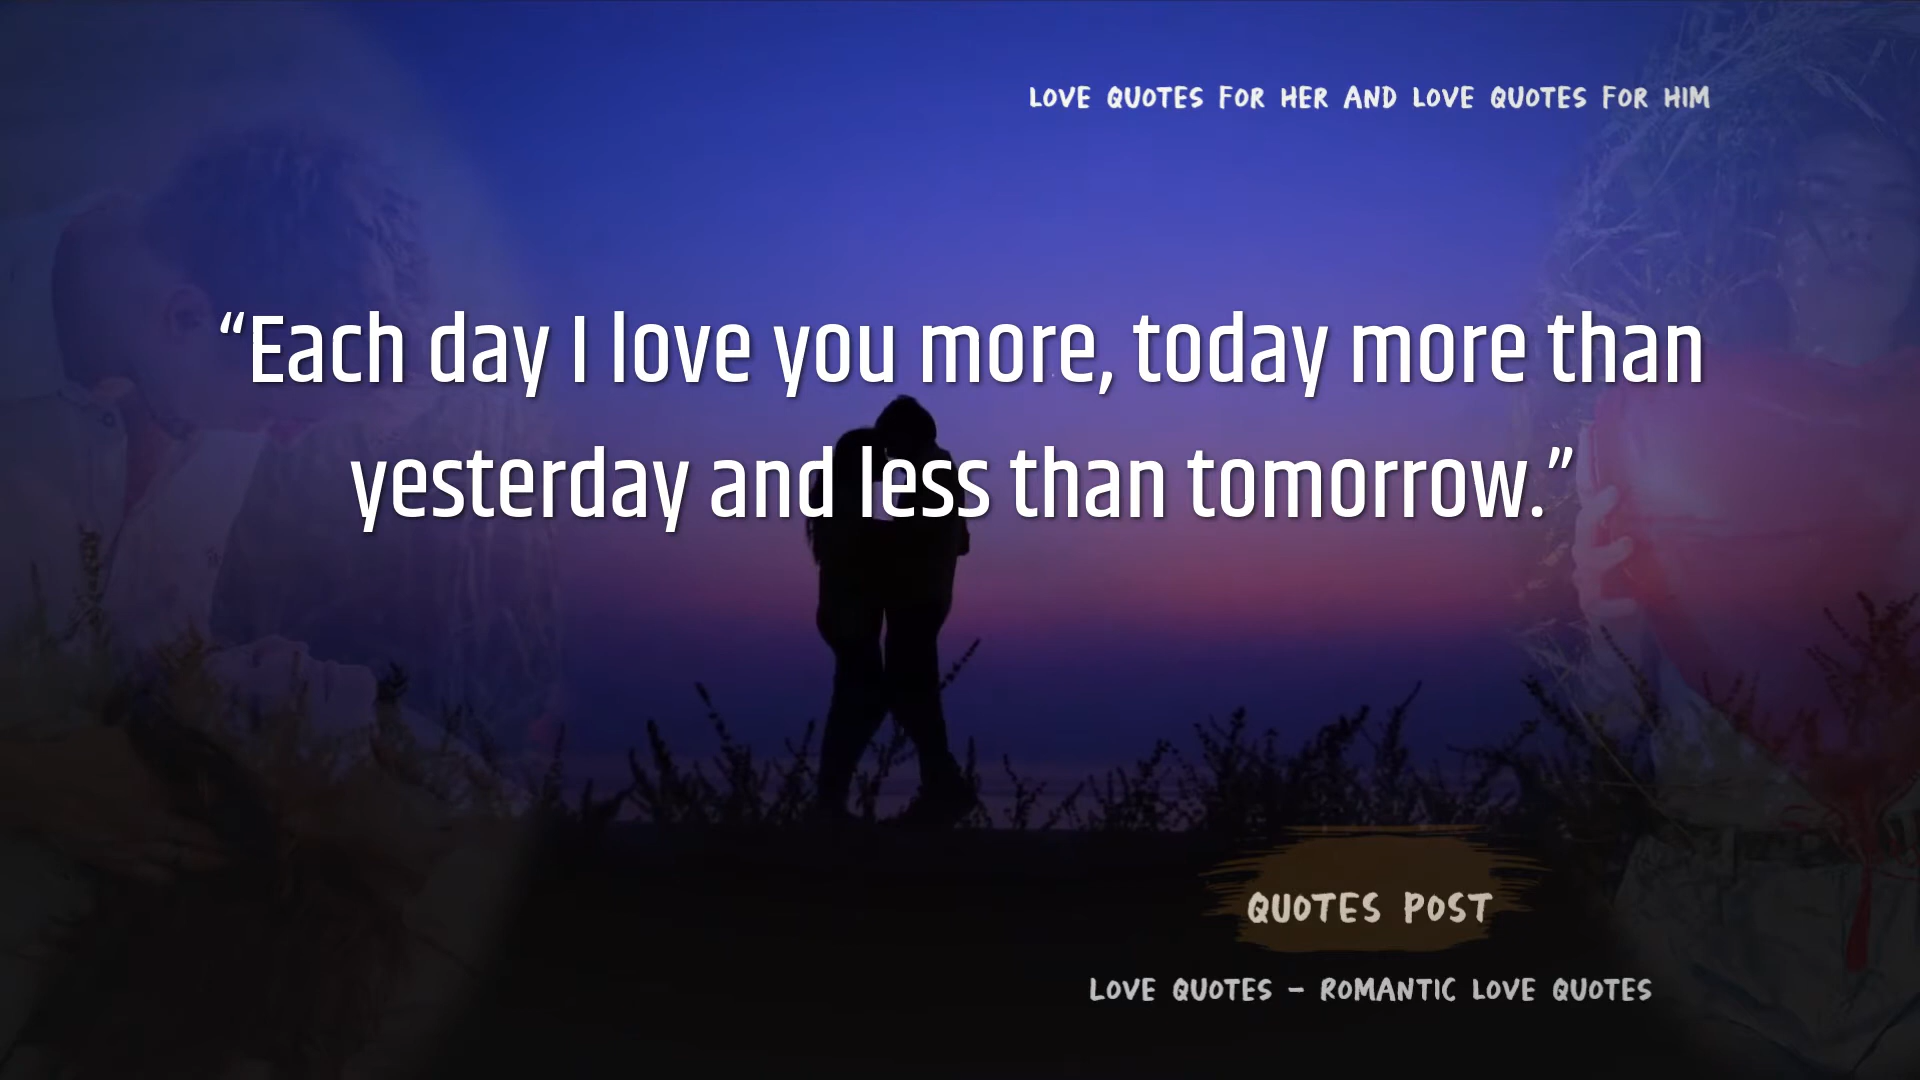 LOVE QUOTES FOR HER AND LOVE QUOTES FOR HIM
“Each day I love you more, today more than
yesterday and less than tomorrow.”
QUOTES POST
LOVE QUOTES – ROMANTIC LOVE QUOTES